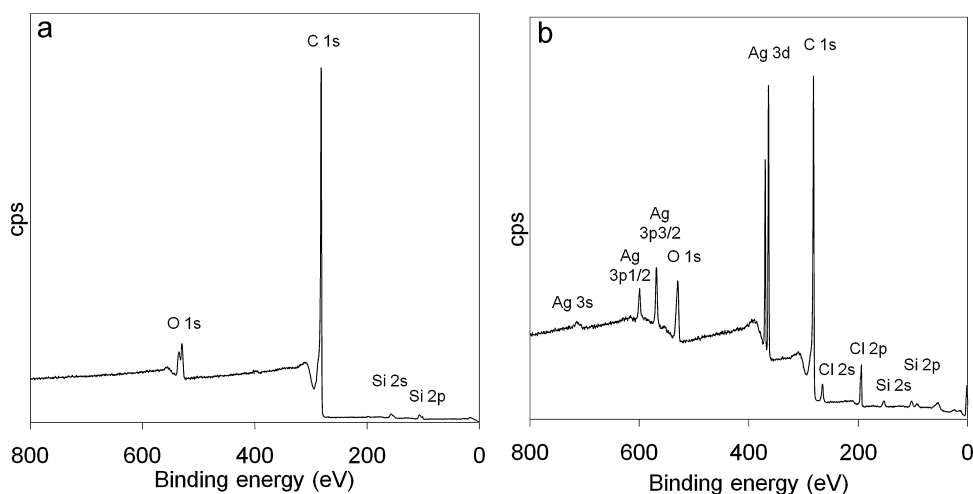 a
C 1s
O 1s
Si 2s
Si 2p
cps
800 600 400 200 0
Binding energy (eV)
b
Ag 3d
C 1s
Ag
3p3/2
Ag
3p1/2
O 1s
Ag 3s
Cl 2p
Cl 2s
Si 2p
Si 2s
cps
800 600 400 200 0
Binding energy (eV)